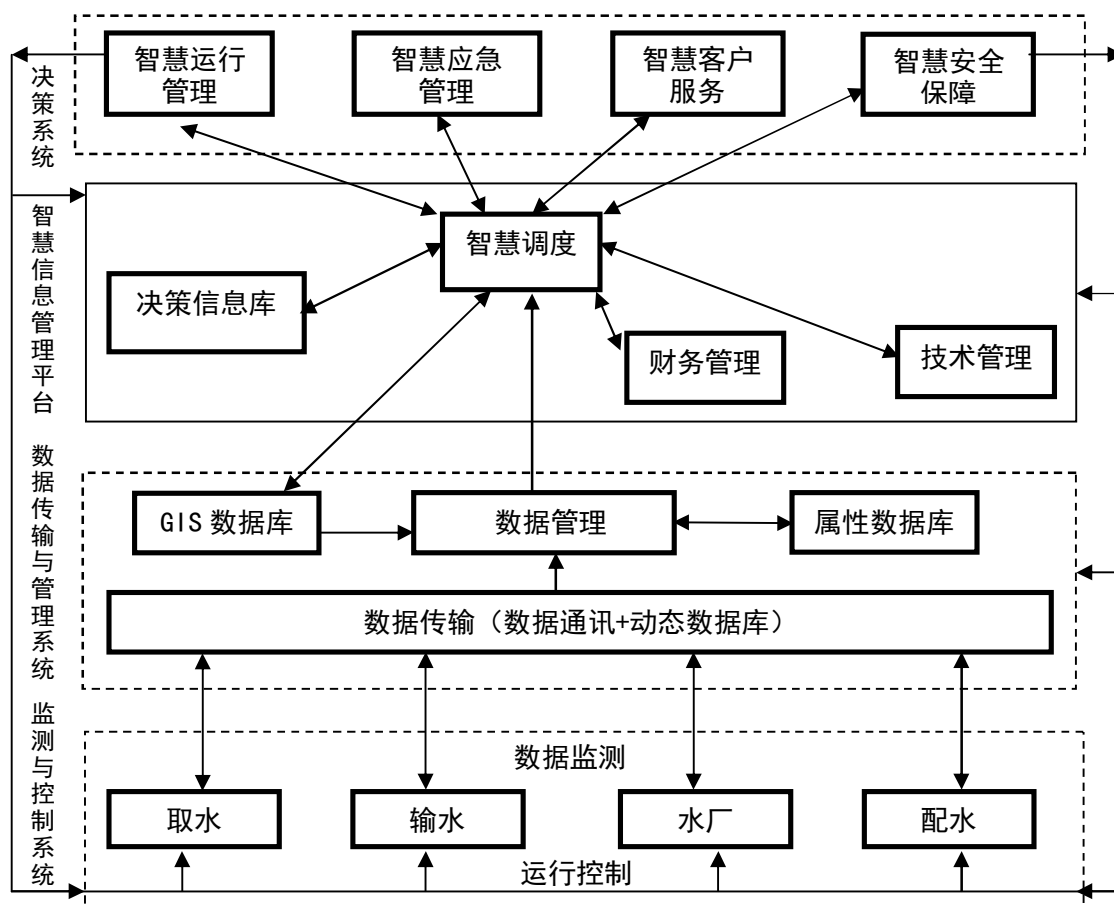 决策系统
智慧运行
管理
智慧应急
管理
智慧客户
服务
智慧安全
保障
智慧信息管理平台
智慧调度
决策信息库
财务管理
技术管理
数据传输与管理系统
GIS 数据库
数据管理
属性数据库
数据传输（数据通讯+动态数据库）
监测与控制系统
数据监测
取水
输水
水厂
配水
运行控制